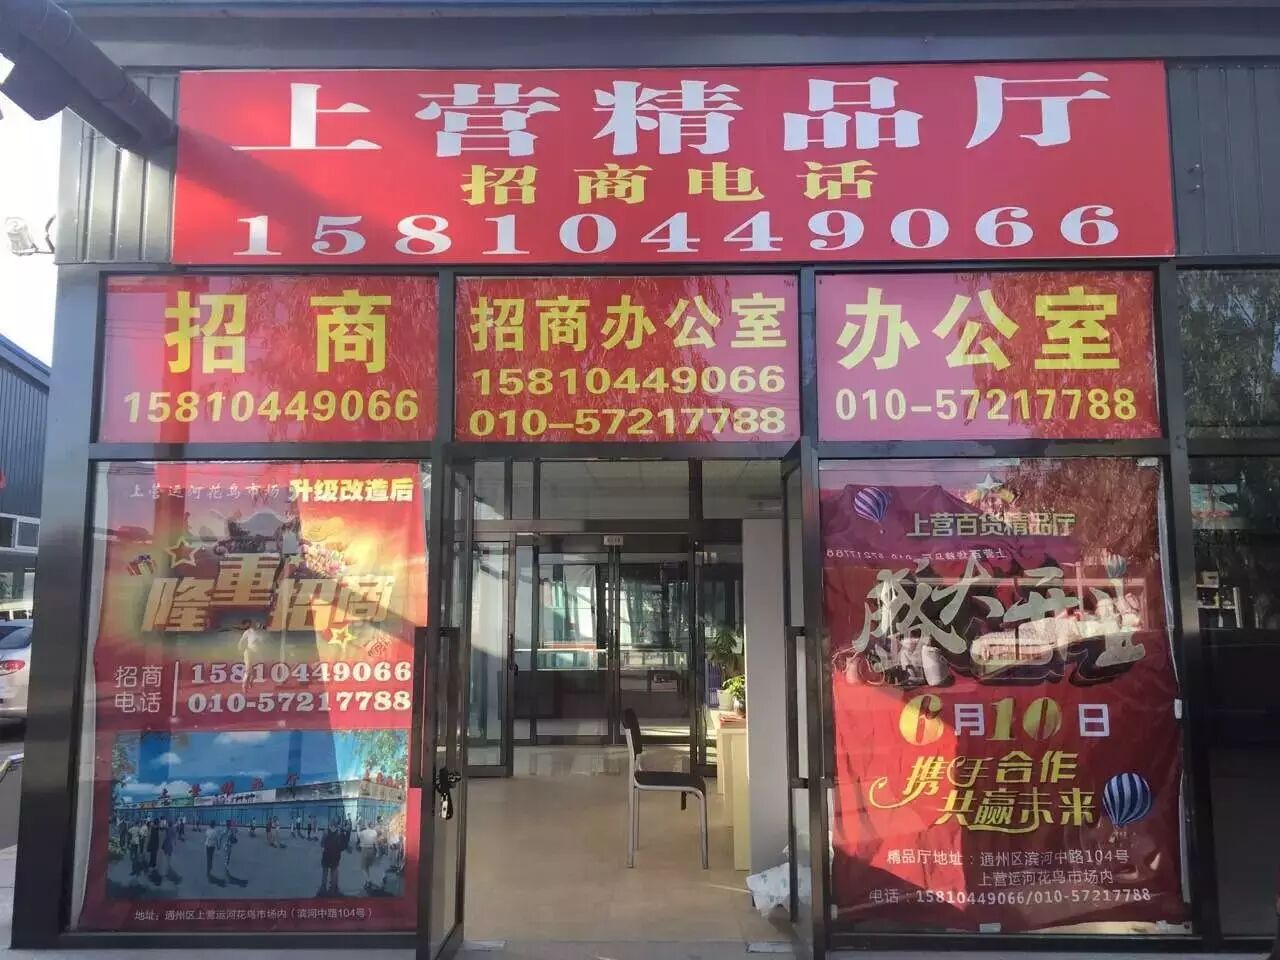 上营精品厅
招商电话
15810449066
招商
15810449066
招商办公室
15810449066
010-57217788
办公室
010-57217788
上营运河花鸟市场 升级改造后
隆重招商
招商电话
15810449066
010-57217788
上营精品厅
地址：通州区上营运河花鸟市场内（滨河中路104号）
上营百货精品厅
盛大开业
6月10日
携手合作
共赢未来
精品厅地址：通州区滨河中路104号
上营运河花鸟市场内
电话：15810449066/010-57217788